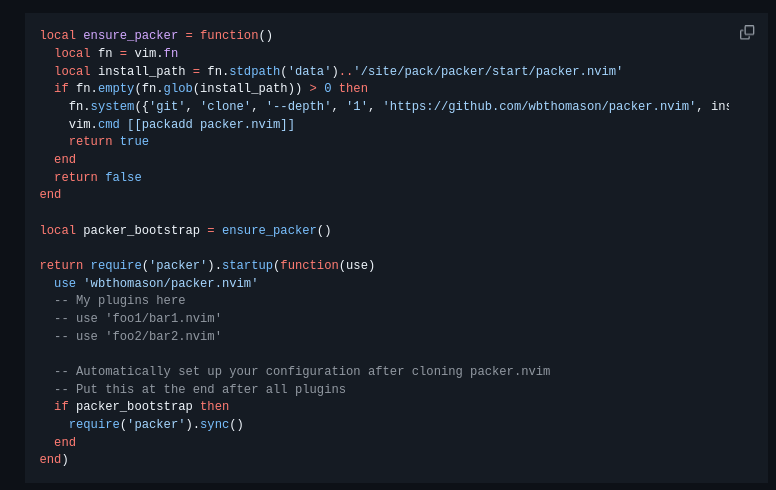 local ensure_packer = function()
  local fn = vim.fn
  local install_path = fn.stdpath('data')..'/site/pack/packer/start/packer.nvim'
  if fn.empty(fn.glob(install_path)) > 0 then
    fn.system({'git', 'clone', '--depth', '1', 'https://github.com/wbthomason/packer.nvim', ins
    vim.cmd [[packadd packer.nvim]]
    return true
  end
  return false
end

local packer_bootstrap = ensure_packer()

return require('packer').startup(function(use)
  use 'wbthomason/packer.nvim'
  -- My plugins here
  -- use 'foo1/bar1.nvim'
  -- use 'foo2/bar2.nvim'

  -- Automatically set up your configuration after cloning packer.nvim
  -- Put this at the end after all plugins
  if packer_bootstrap then
    require('packer').sync()
  end
end)